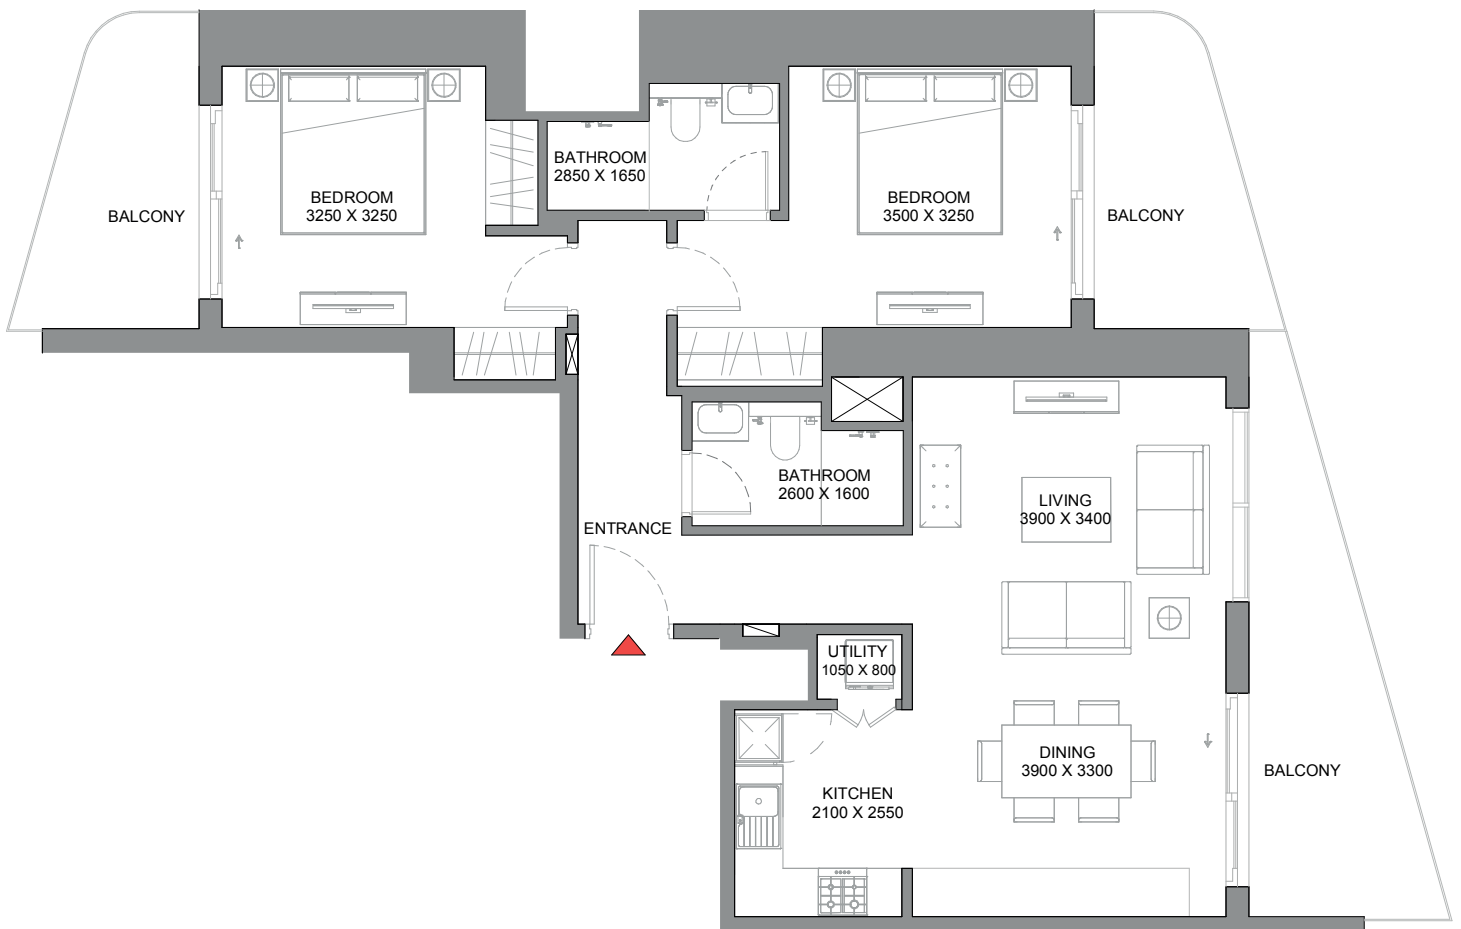 BATHROOM
2850 X 1650
BEDROOM
3250 X 3250
BEDROOM
3500 X 3250
BALCONY
BALCONY
BATHROOM
2600 X 1600
LIVING
3900 X 3400
ENTRANCE
UTILITY
1050 X 800
DINING
3900 X 3300
BALCONY
KITCHEN
2100 X 2550